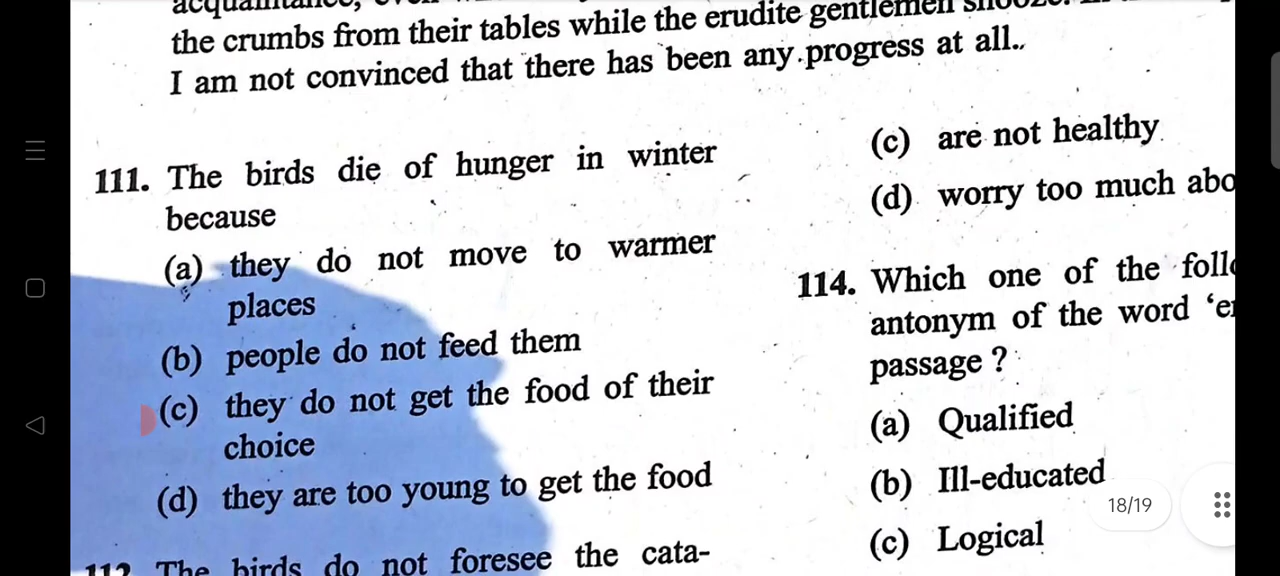 the crumbs from their tables while the erudite gentlemen
I am not convinced that there has been any progress at all..
111. The birds die of hunger in winter
because
(a) they do not move to warmer
places
(b) people do not feed them
(c) they do not get the food of their
choice
(d) they are too young to get the food
The birds do not foresee the cata-
(c) are not healthy
(d) worry too much
114. Which one of the
antonym of the word
passage ?
(a) Qualified
(b) Ill-educated
(c) Logical
18/19